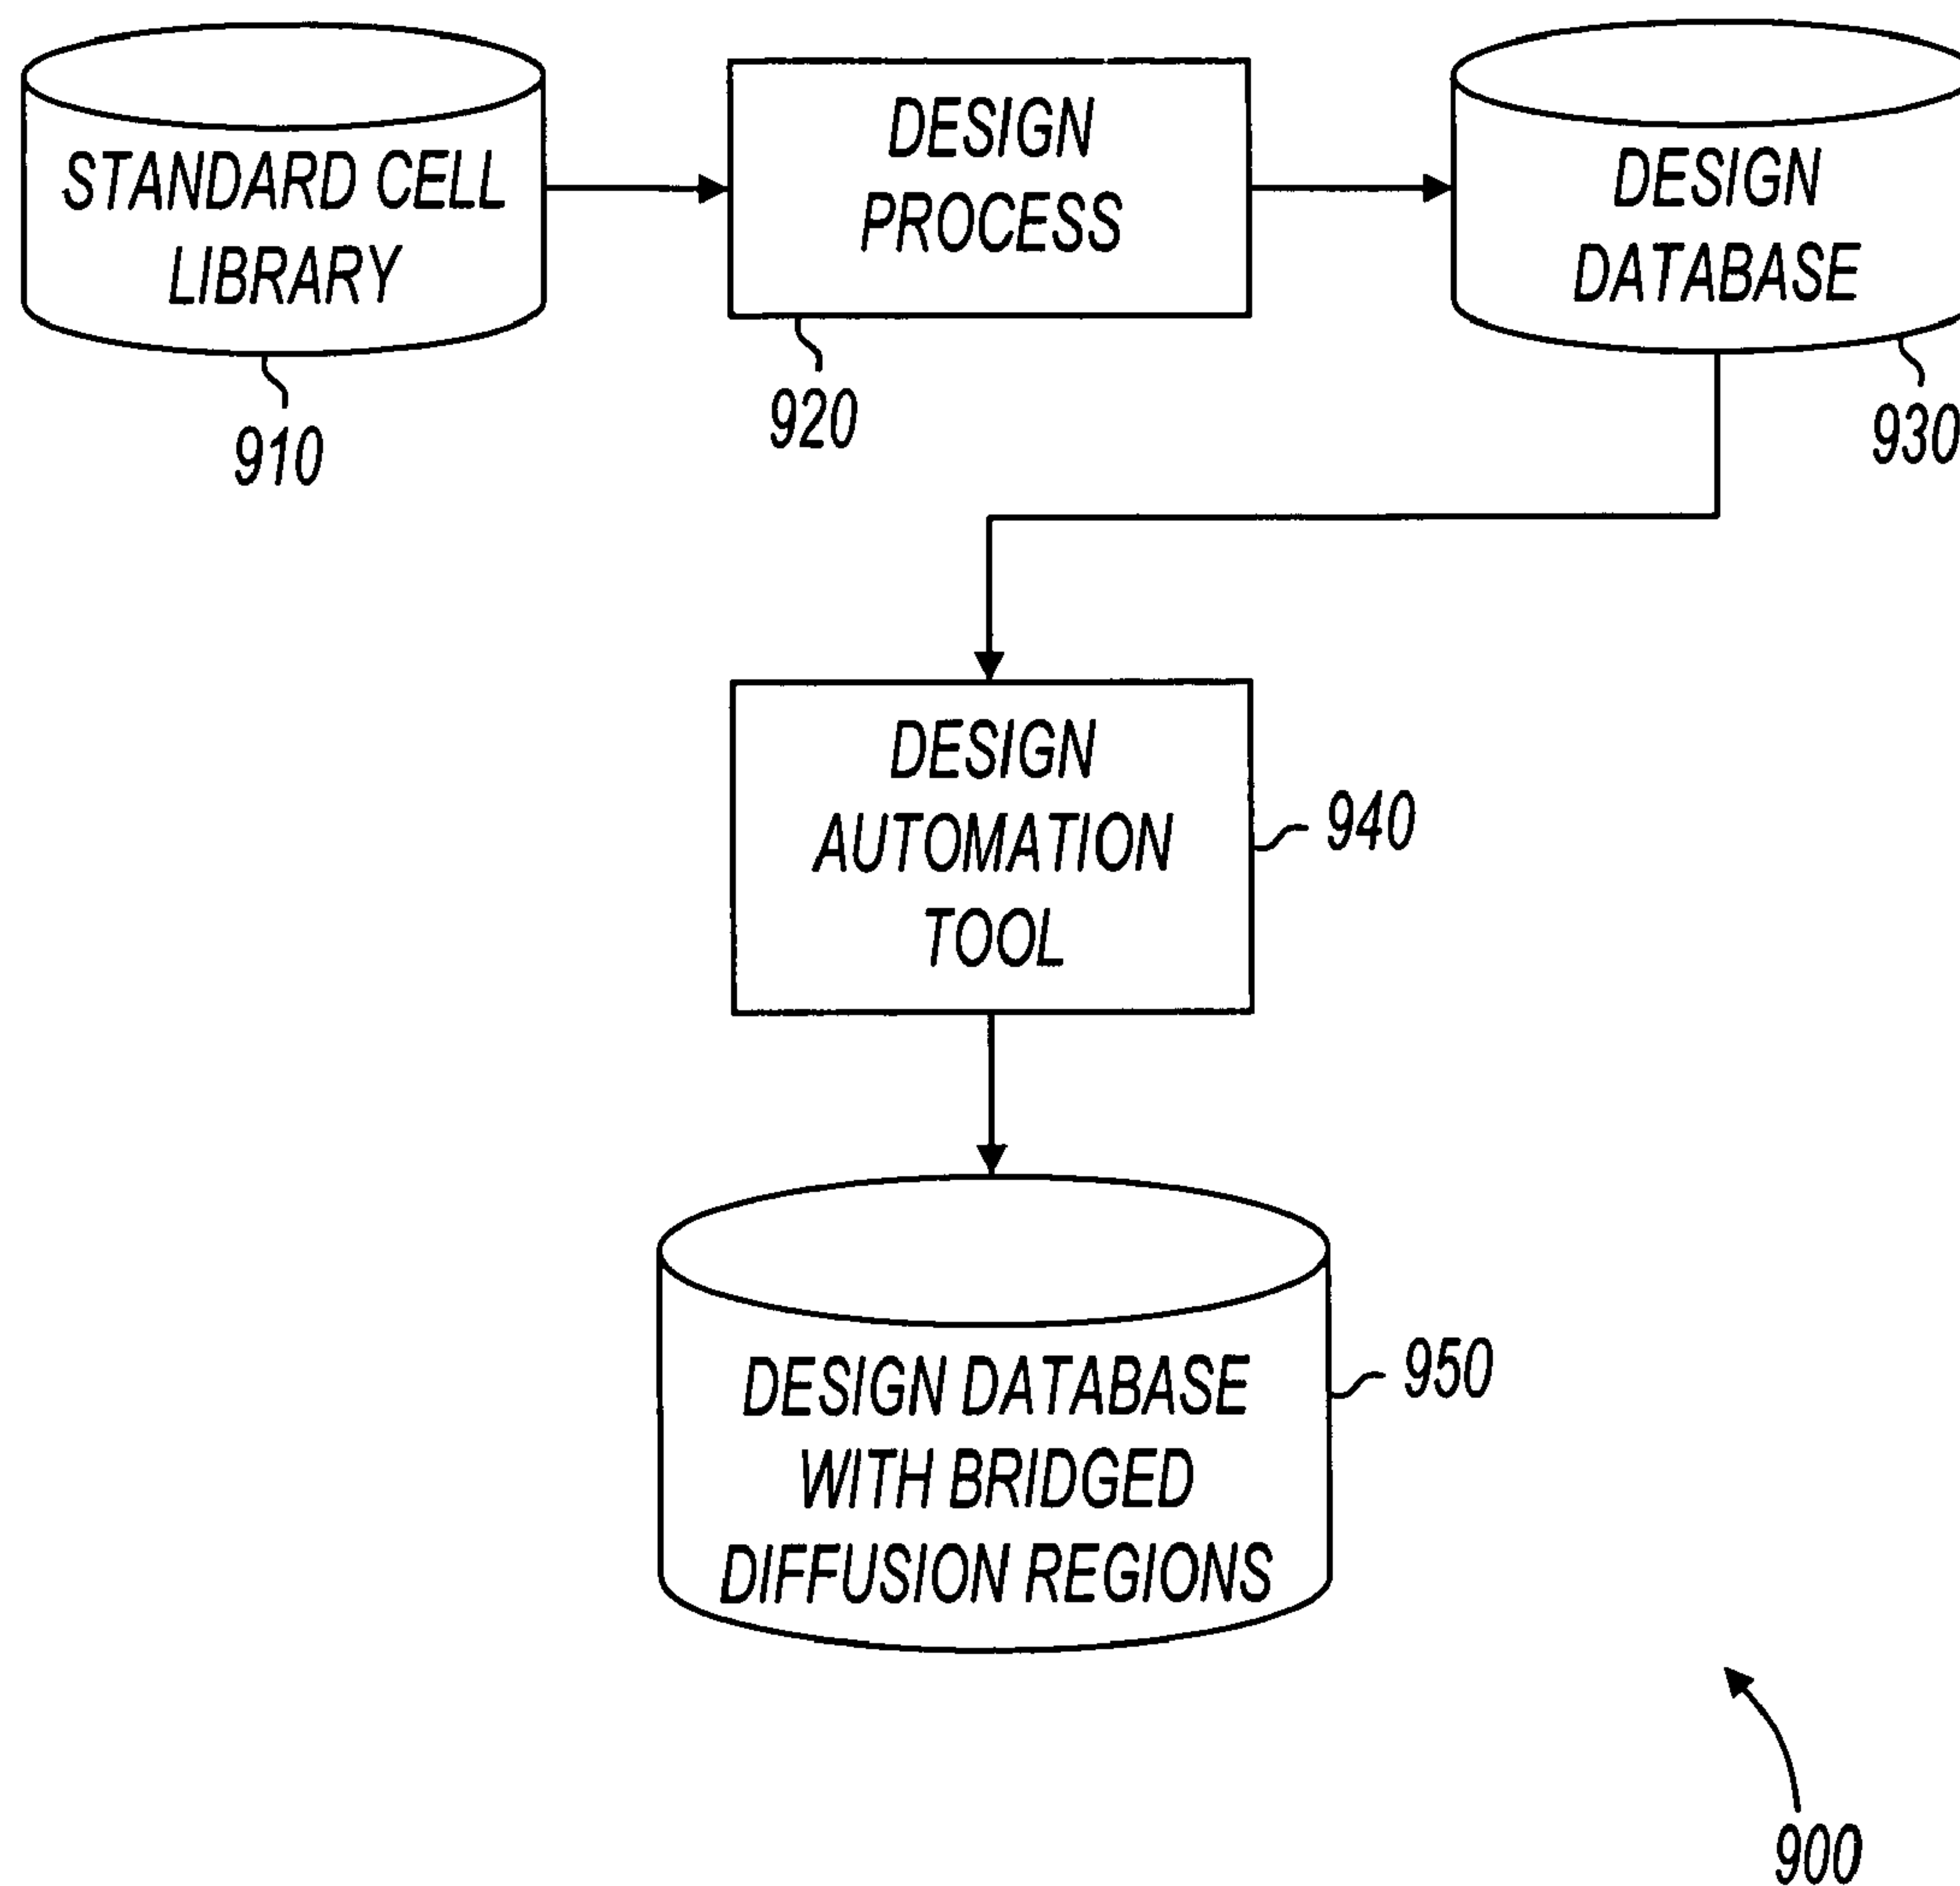 STANDARD CELL
LIBRARY
910
DESIGN
PROCESS
920
DESIGN
DATABASE
930
DESIGN
AUTOMATION
TOOL
940
DESIGN DATABASE
WITH BRIDGED
DIFFUSION REGIONS
950
900